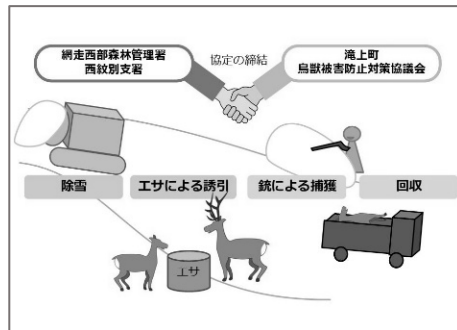 網走西部森林管理署
西紋別支署
協定の締結
滝上町
鳥獣被害防止対策協議会
除雪
エサによる誘引
銃による捕獲
回収
エサ